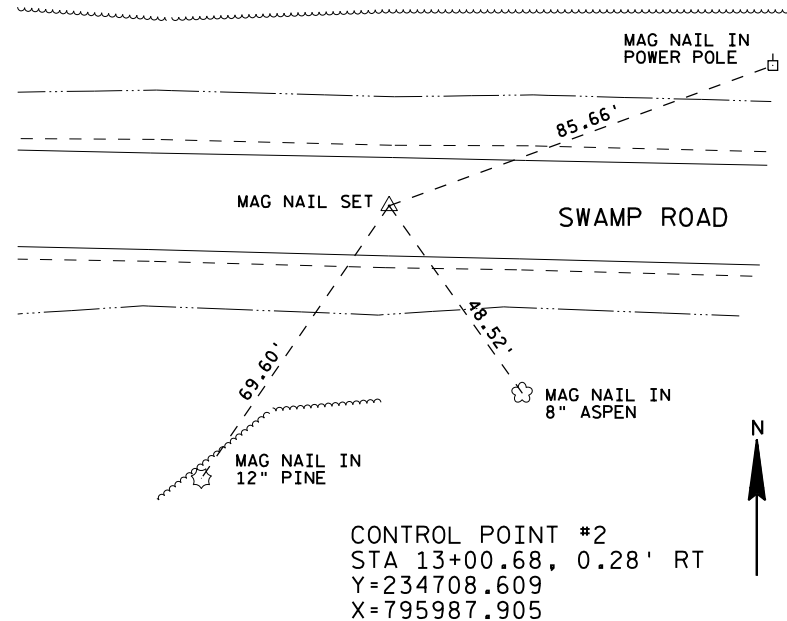 MAG NAIL IN
POWER POLE
85.66'
MAG NAIL SET
SWAMP ROAD
69.60'
48.52'
MAG NAIL IN
8" ASPEN
MAG NAIL IN
12" PINE
N
CONTROL POINT #2
STA 13+00.68, 0.28' RT
Y=234708.609
X=795987.905